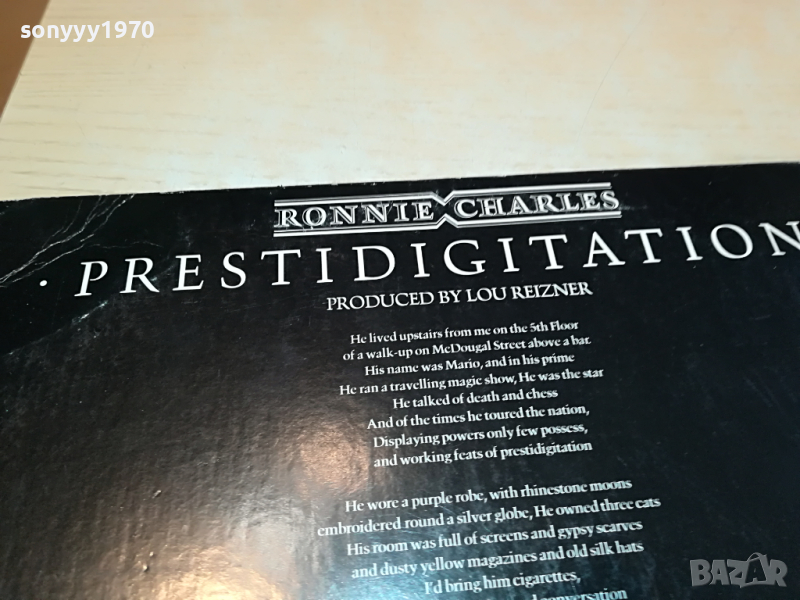 sonyyy1970
RONNIE CHARLES
· PRESTIDIGITATION
PRODUCED BY LOU REIZNER
He lived upstairs from me on the 5th Floor
of a walk-up on McDougal Street above a bar.
His name was Mario, and in his prime
He ran a travelling magic show, He was the star
He talked of death and chess
And of the times he toured the nation,
Displaying powers only few possess,
and working feats of prestidigitation
He wore a purple robe, with rhinestone moons
embroidered round a silver globe, He owned three cats
His room was full of screens and gypsy scarves
and dusty yellow magazines and old silk hats
I'd bring him cigarettes,
conversation
BAZAR